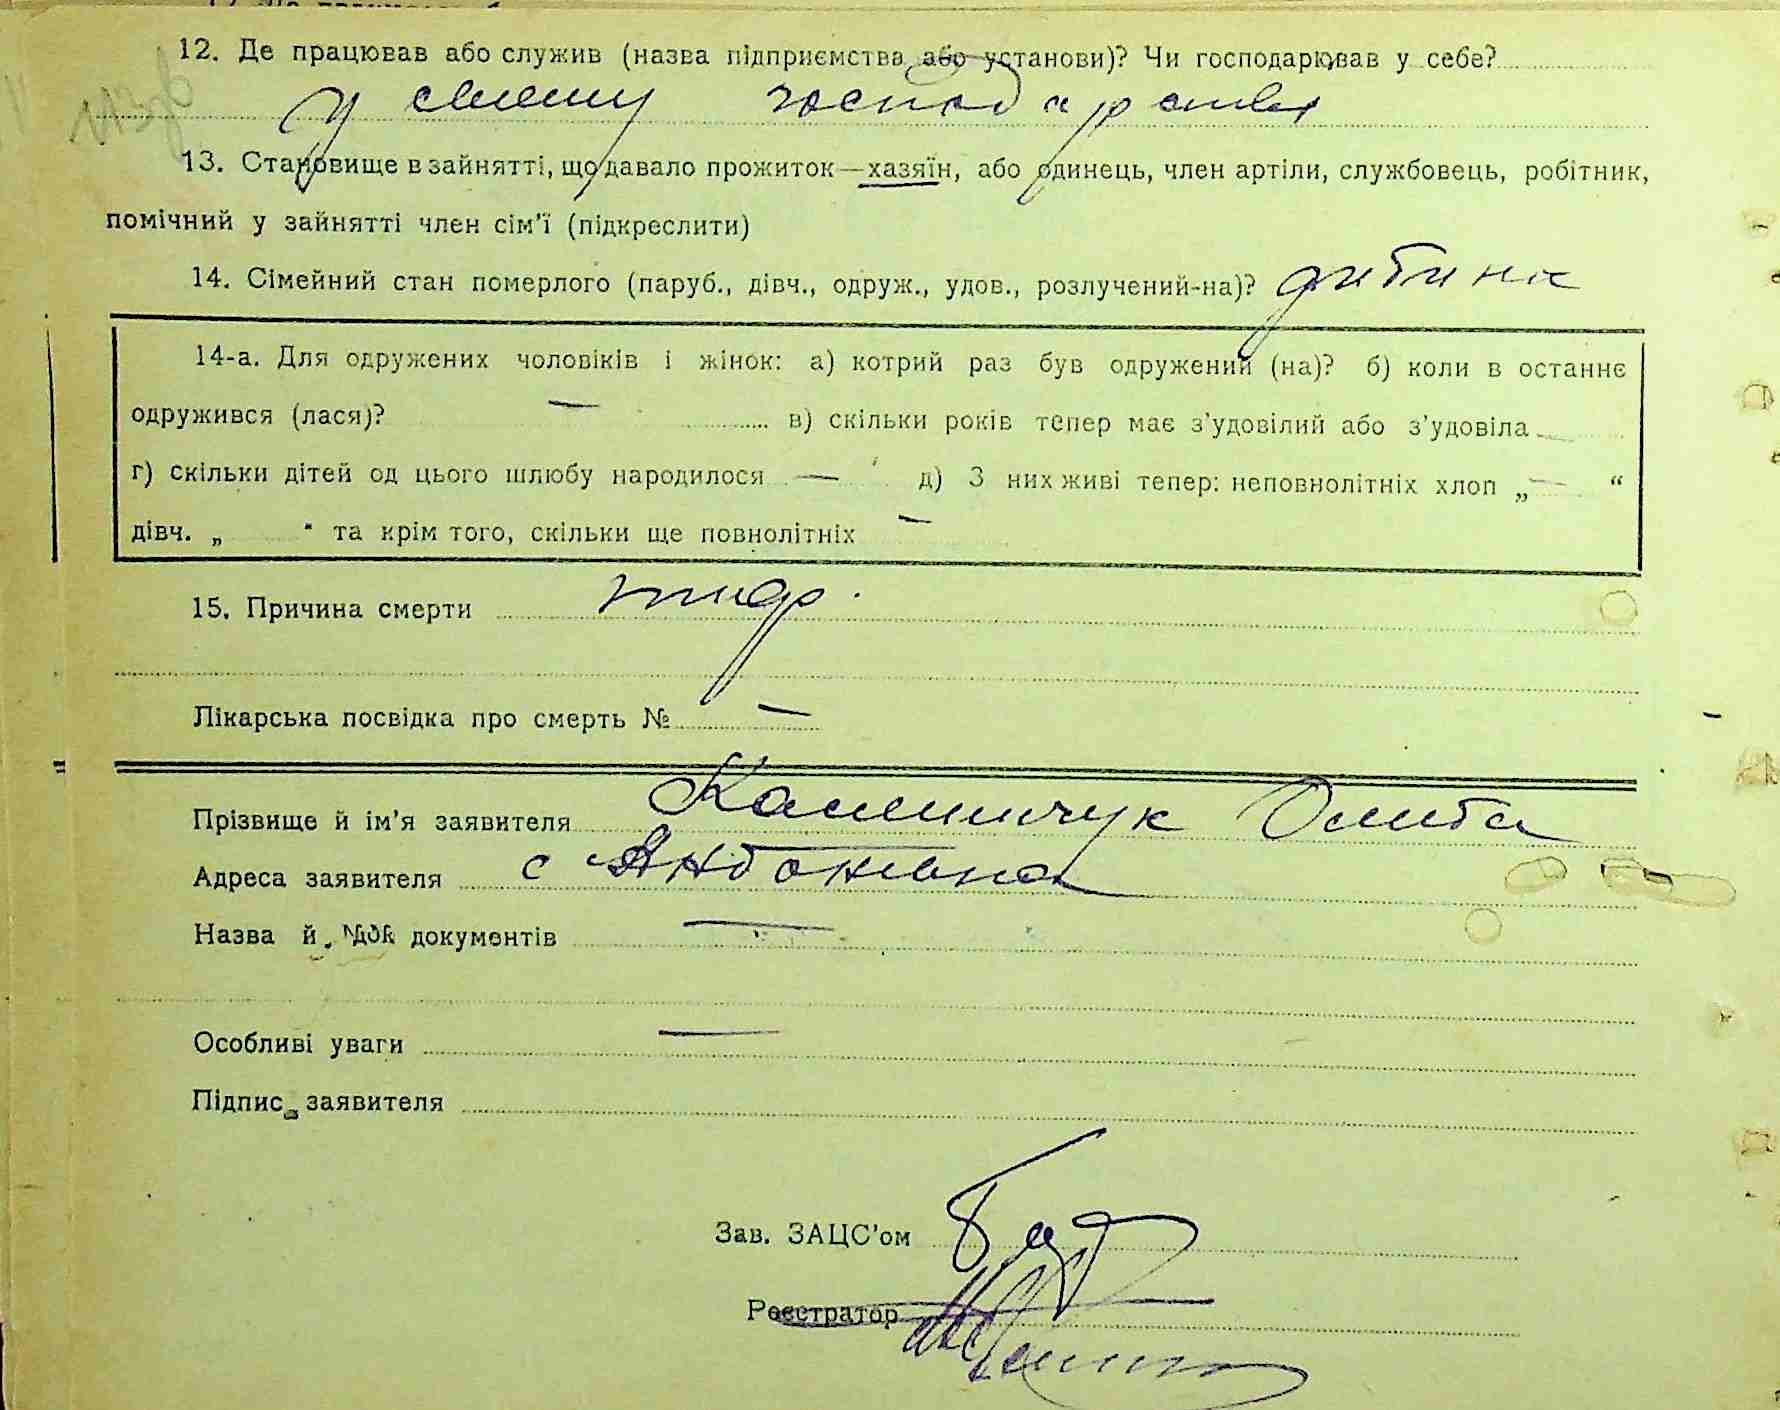 12. Де працював або служив (назва підприємства або установи)? Чи господарював у себе?
у своему господарстві
13. Становище в зайнятті, що давало прожиток—хазяїн, або одинець, член артіли, службовець, робітник,
помічний у зайнятті член сім'ї (підкреслити)
14. Сімейний стан померлого (паруб., дівч., одруж., удов., розлучений-на)? дитина
14-а. Для одружених чоловіків і жінок: а) котрий раз був одружений (на)? б) коли в останнє
одружився (лася)? — в) скільки років тепер має з'удовілий або з'удовіла
г) скільки дітей од цього шлюбу народилося — д) З них живі тепер: неповнолітніх хлоп „ — “
дівч. „ “ та крім того, скільки ще повнолітніх —
15. Причина смерти тиф.
Лікарська посвідка про смерть № —
Прізвище й ім'я заявителя
Адреса заявителя с Андонівка
Назва й документів —
Особливі уваги —
Підпис заявителя
Зав. ЗАЦС'ом
Реєстратор